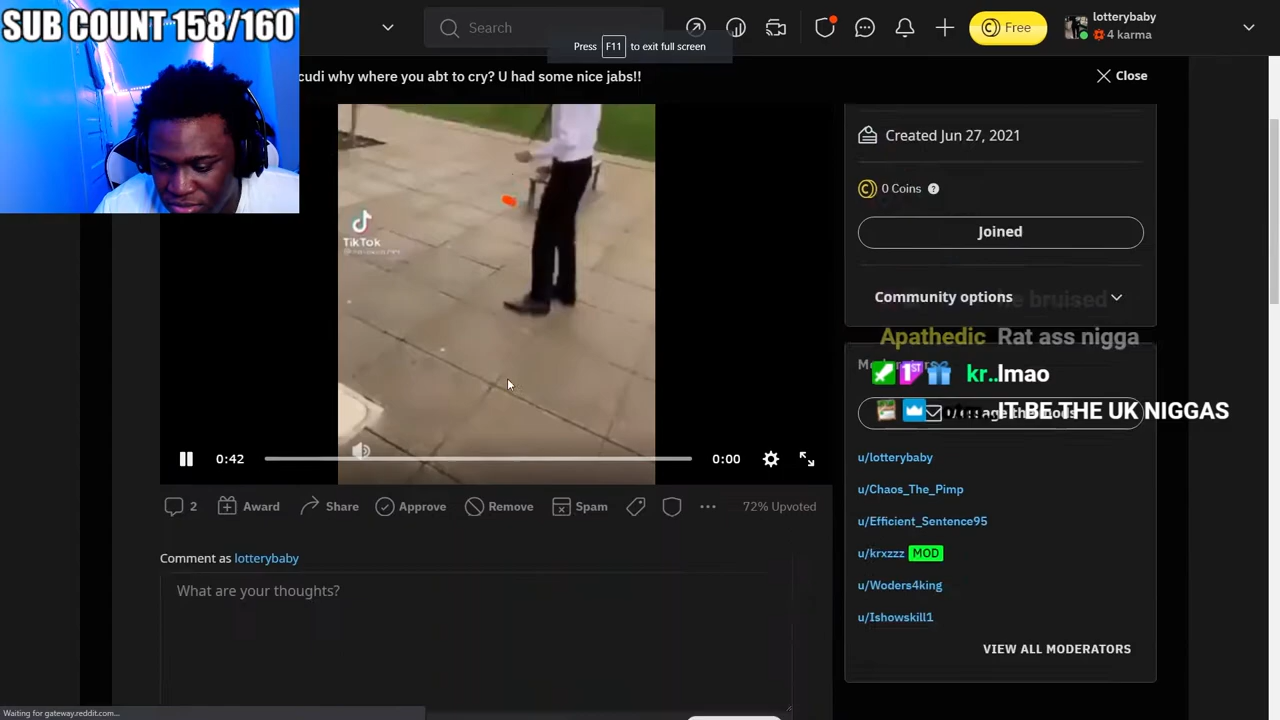 SUB COUNT 158/160
Search
Free
lotterybaby
4 karma
Press F11 to exit full screen
cudi why where you abt to cry? U had some nice jabs!!
Close
Created Jun 27, 2021
0 Coins
Joined
TikTok
Community options
he bruised
Apathedic Rat ass nigga
kr.. lmao
IT BE THE UK NIGGAS
0:42
0:00
u/lotterybaby
u/Chaos_The_Pimp
u/Efficient_Sentence95
u/krxzzz MOD
u/Woders4king
u/Ishowskill1
VIEW ALL MODERATORS
2
Award
Share
Approve
Remove
Spam
72% Upvoted
Comment as lotterybaby
What are your thoughts?
Waiting for gateway.reddit.com...